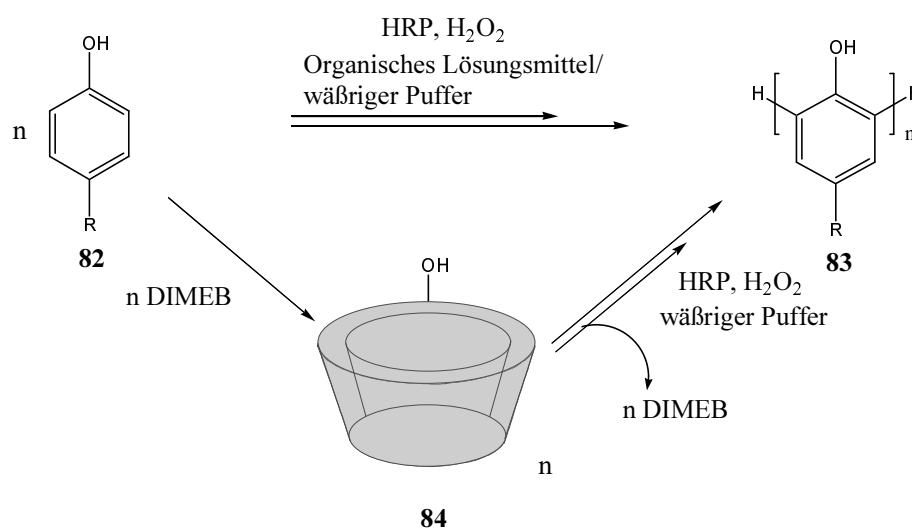 HRP, H₂O₂
Organisches Lösungsmittel/
wäßriger Puffer
OH
n
R
82
OH
H
H
n
R
83
n DIMEB
OH
HRP, H₂O₂
wäßriger Puffer
n DIMEB
n
84